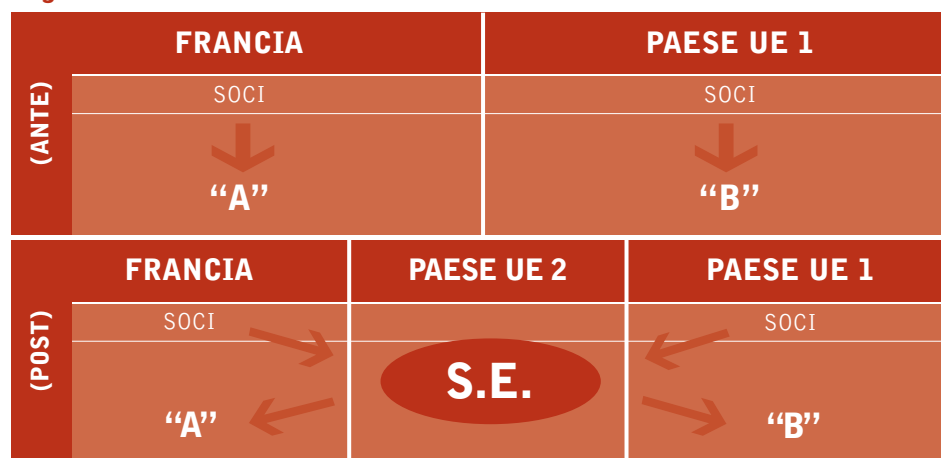 FRANCIA PAESE UE 1
(ANTE)
SOCI SOCI
“A” “B”
FRANCIA PAESE UE 2 PAESE UE 1
(POST)
SOCI SOCI
S.E.
“A” “B”